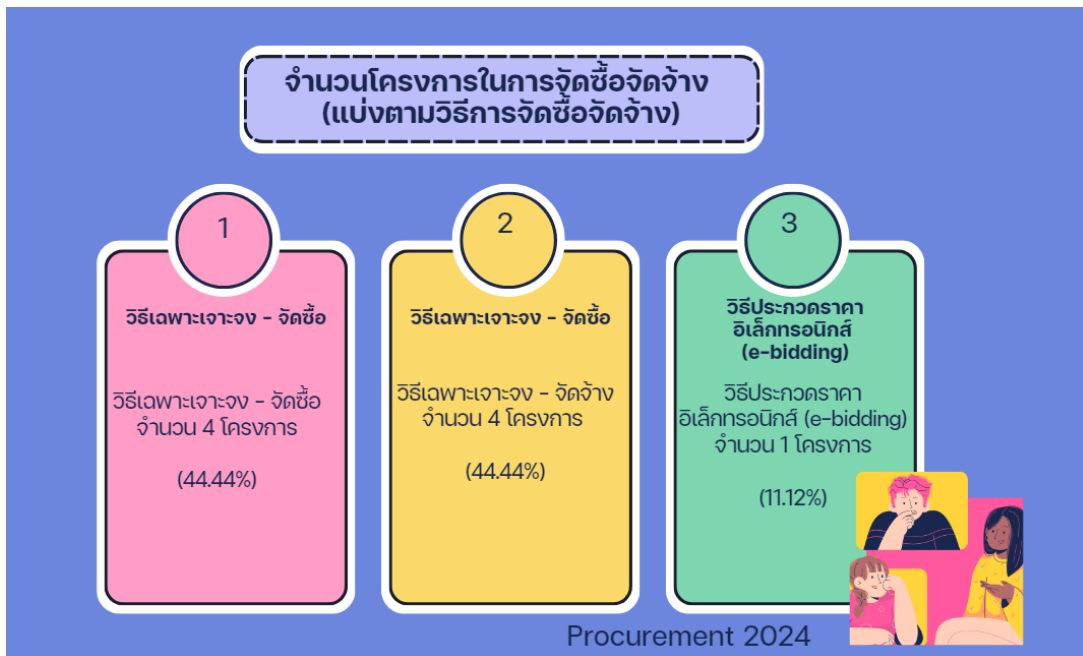 จำนวนโครงการในการจัดซื้อจัดจ้าง
(แบ่งตามวิธีการจัดซื้อจัดจ้าง)
1
วิธีเฉพาะเจาะจง - จัดซื้อ
วิธีเฉพาะเจาะจง - จัดซื้อ
จำนวน 4 โครงการ
(44.44%)
2
วิธีเฉพาะเจาะจง - จัดซื้อ
วิธีเฉพาะเจาะจง - จัดจ้าง
จำนวน 4 โครงการ
(44.44%)
3
วิธีประกวดราคา
อิเล็กทรอนิกส์
(e-bidding)
วิธีประกวดราคา
อิเล็กทรอนิกส์ (e-bidding)
จำนวน 1 โครงการ
(11.12%)
Procurement 2024